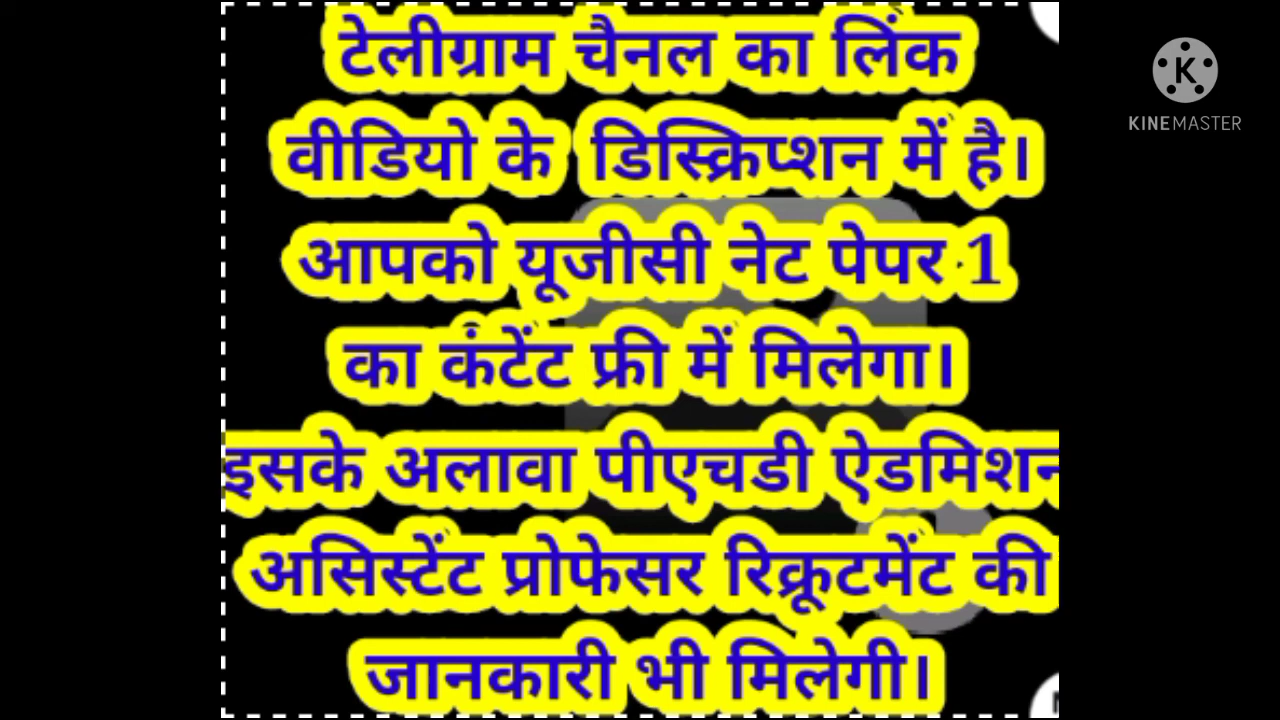 टेलीग्राम चैनल का लिंक
वीडियो के डिस्क्रिप्शन में है।
आपको यूजीसी नेट पेपर 1
का कंटेंट फ्री में मिलेगा।
इसके अलावा पीएचडी ऐडमिशन
असिस्टेंट प्रोफेसर रिक्रूटमेंट की
जानकारी भी मिलेगी।
K
KINEMASTER